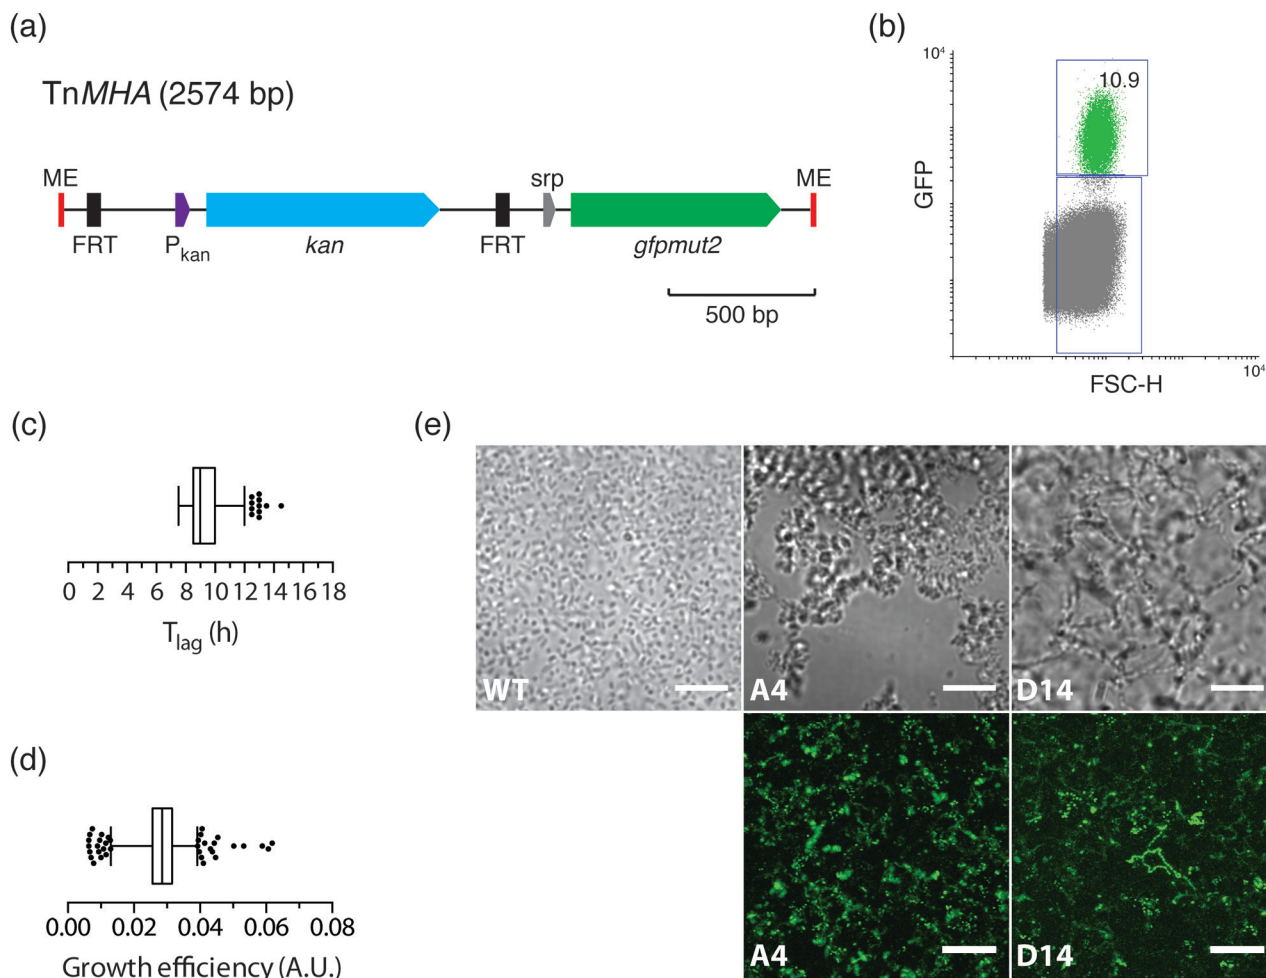 (a)
TnMHA (2574 bp)
ME
srp
ME
FRT
Pkan
kan
FRT
gfpmut2
500 bp
(b)
10⁴
10.9
GFP
10⁴
FSC-H
(c)
0 2 4 6 8 10 12 14 16 18
Tlag (h)
(d)
0.00 0.02 0.04 0.06 0.08
Growth efficiency (A.U.)
(e)
WT
A4
D14
A4
D14